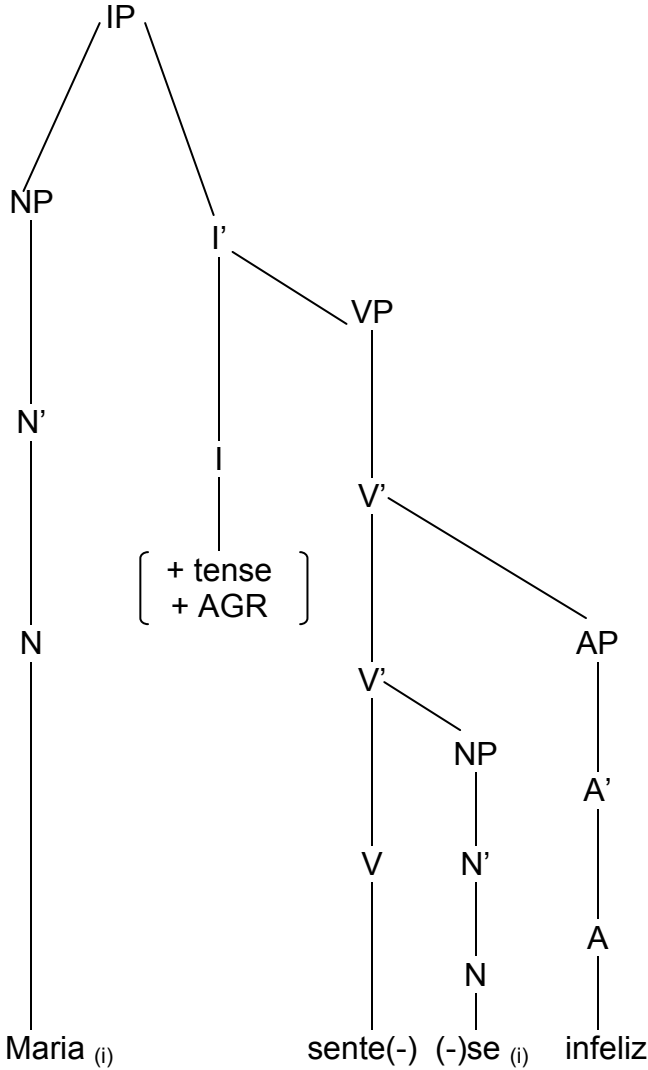 IP
NP
I’
VP
N’
I
V’
+ tense
+ AGR
N
AP
V’
NP
A’
V
N’
A
N
Maria (i) sente(-) (-)se (i) infeliz